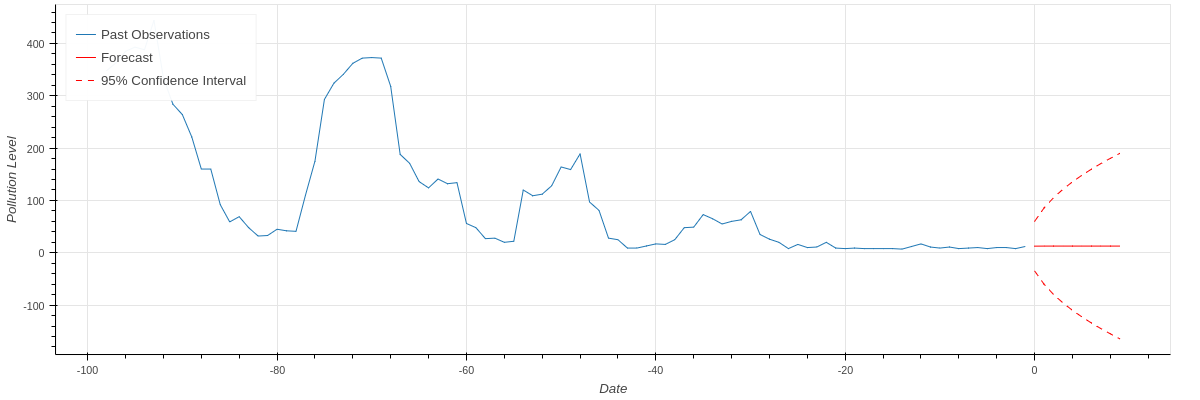 Past Observations
Forecast
95% Confidence Interval
Pollution Level
400
300
200
100
0
-100
-100 -80 -60 -40 -20 0
Date